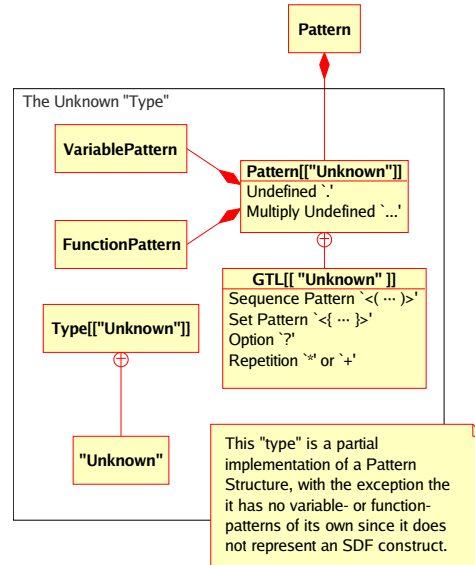 Pattern
The Unknown "Type"
VariablePattern
Pattern[["Unknown"]]
Undefined `.'
Multiply Undefined `...'
FunctionPattern
GTL[[ "Unknown" ]]
Sequence Pattern `<( ··· )>'
Set Pattern `<{ ··· }>'
Option `?'
Repetition `*' or `+'
Type[["Unknown"]]
"Unknown"
This "type" is a partial
implementation of a Pattern
Structure, with the exception the
it has no variable- or function-
patterns of its own since it does
not represent an SDF construct.